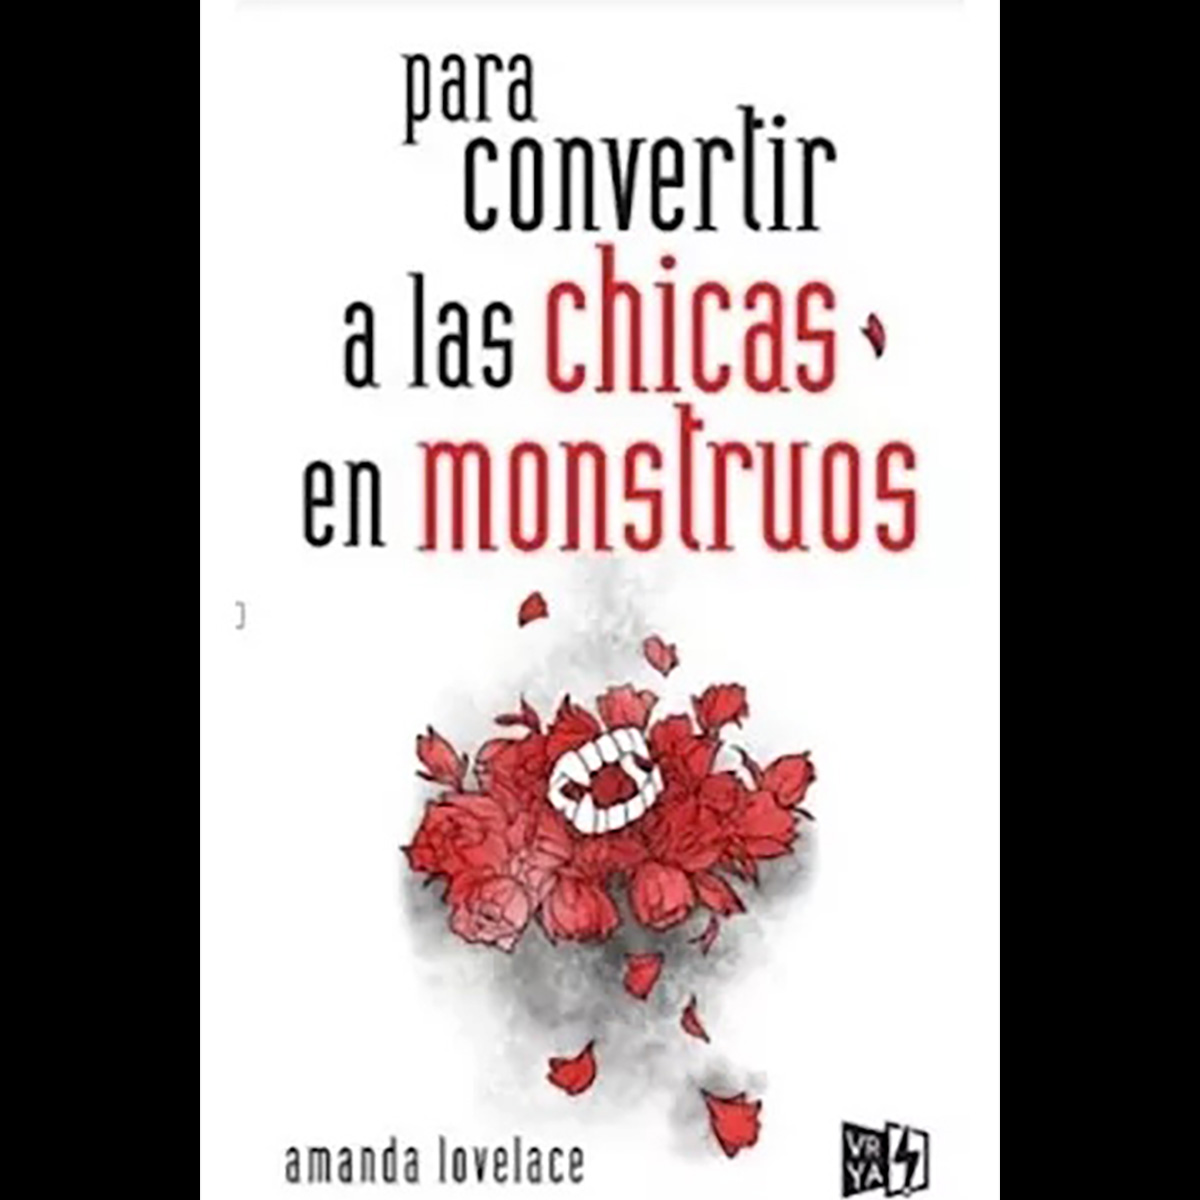 para
convertir
a las chicas
en monstruos
amanda lovelace
VR
YA